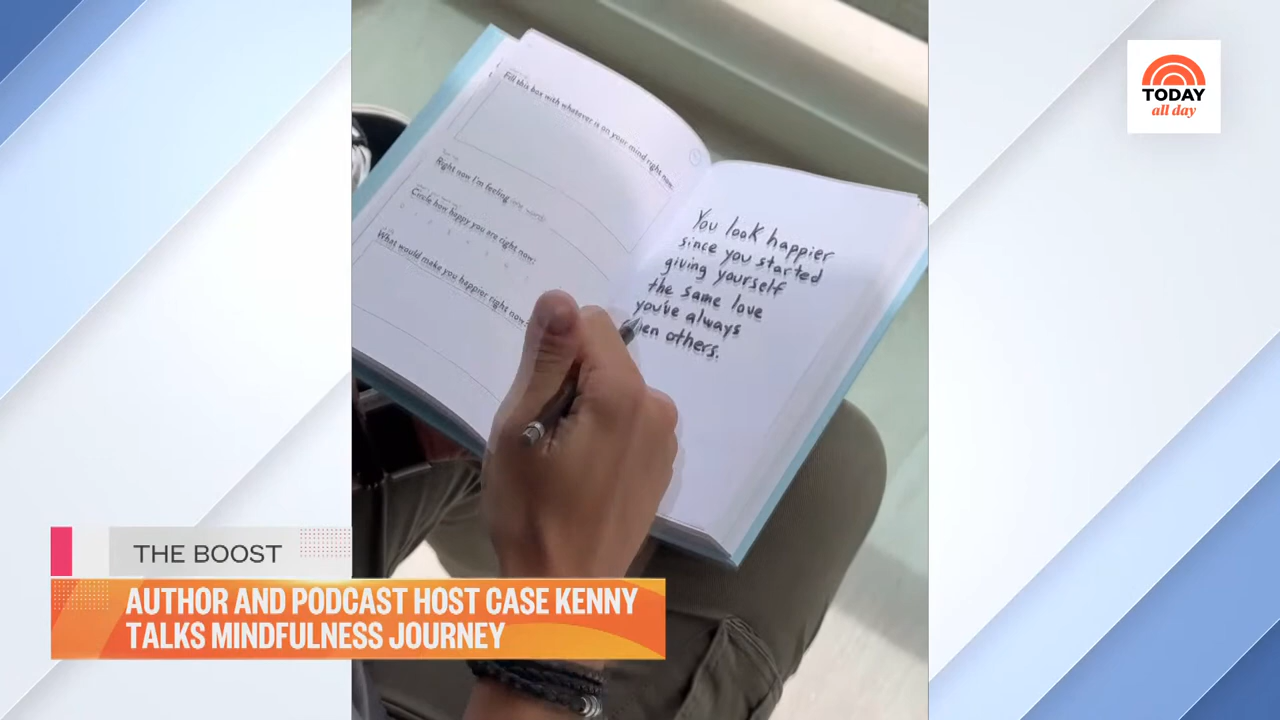 Fill this box with whatever is on your mind right now:
Right now I'm feeling (one word):
Circle how happy you are right now:
What would make you happier right now?
You look happier
since you started
giving yourself
the same love
you've always
others.
TODAY
all day
THE BOOST
AUTHOR AND PODCAST HOST CASE KENNY
TALKS MINDFULNESS JOURNEY